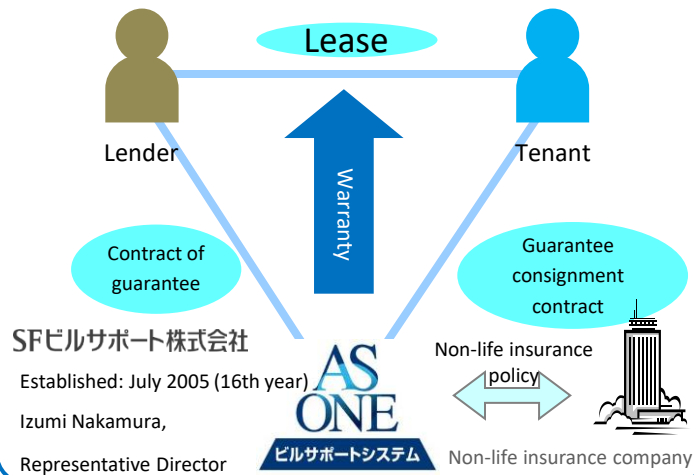 Lease
Lender
Tenant
Warranty
Contract of
guarantee
Guarantee
consignment
contract
SFビルサポート株式会社
Established: July 2005 (16th year)
Izumi Nakamura,
Representative Director
AS
ONE
ビルサポートシステム
Non-life insurance
policy
Non-life insurance company